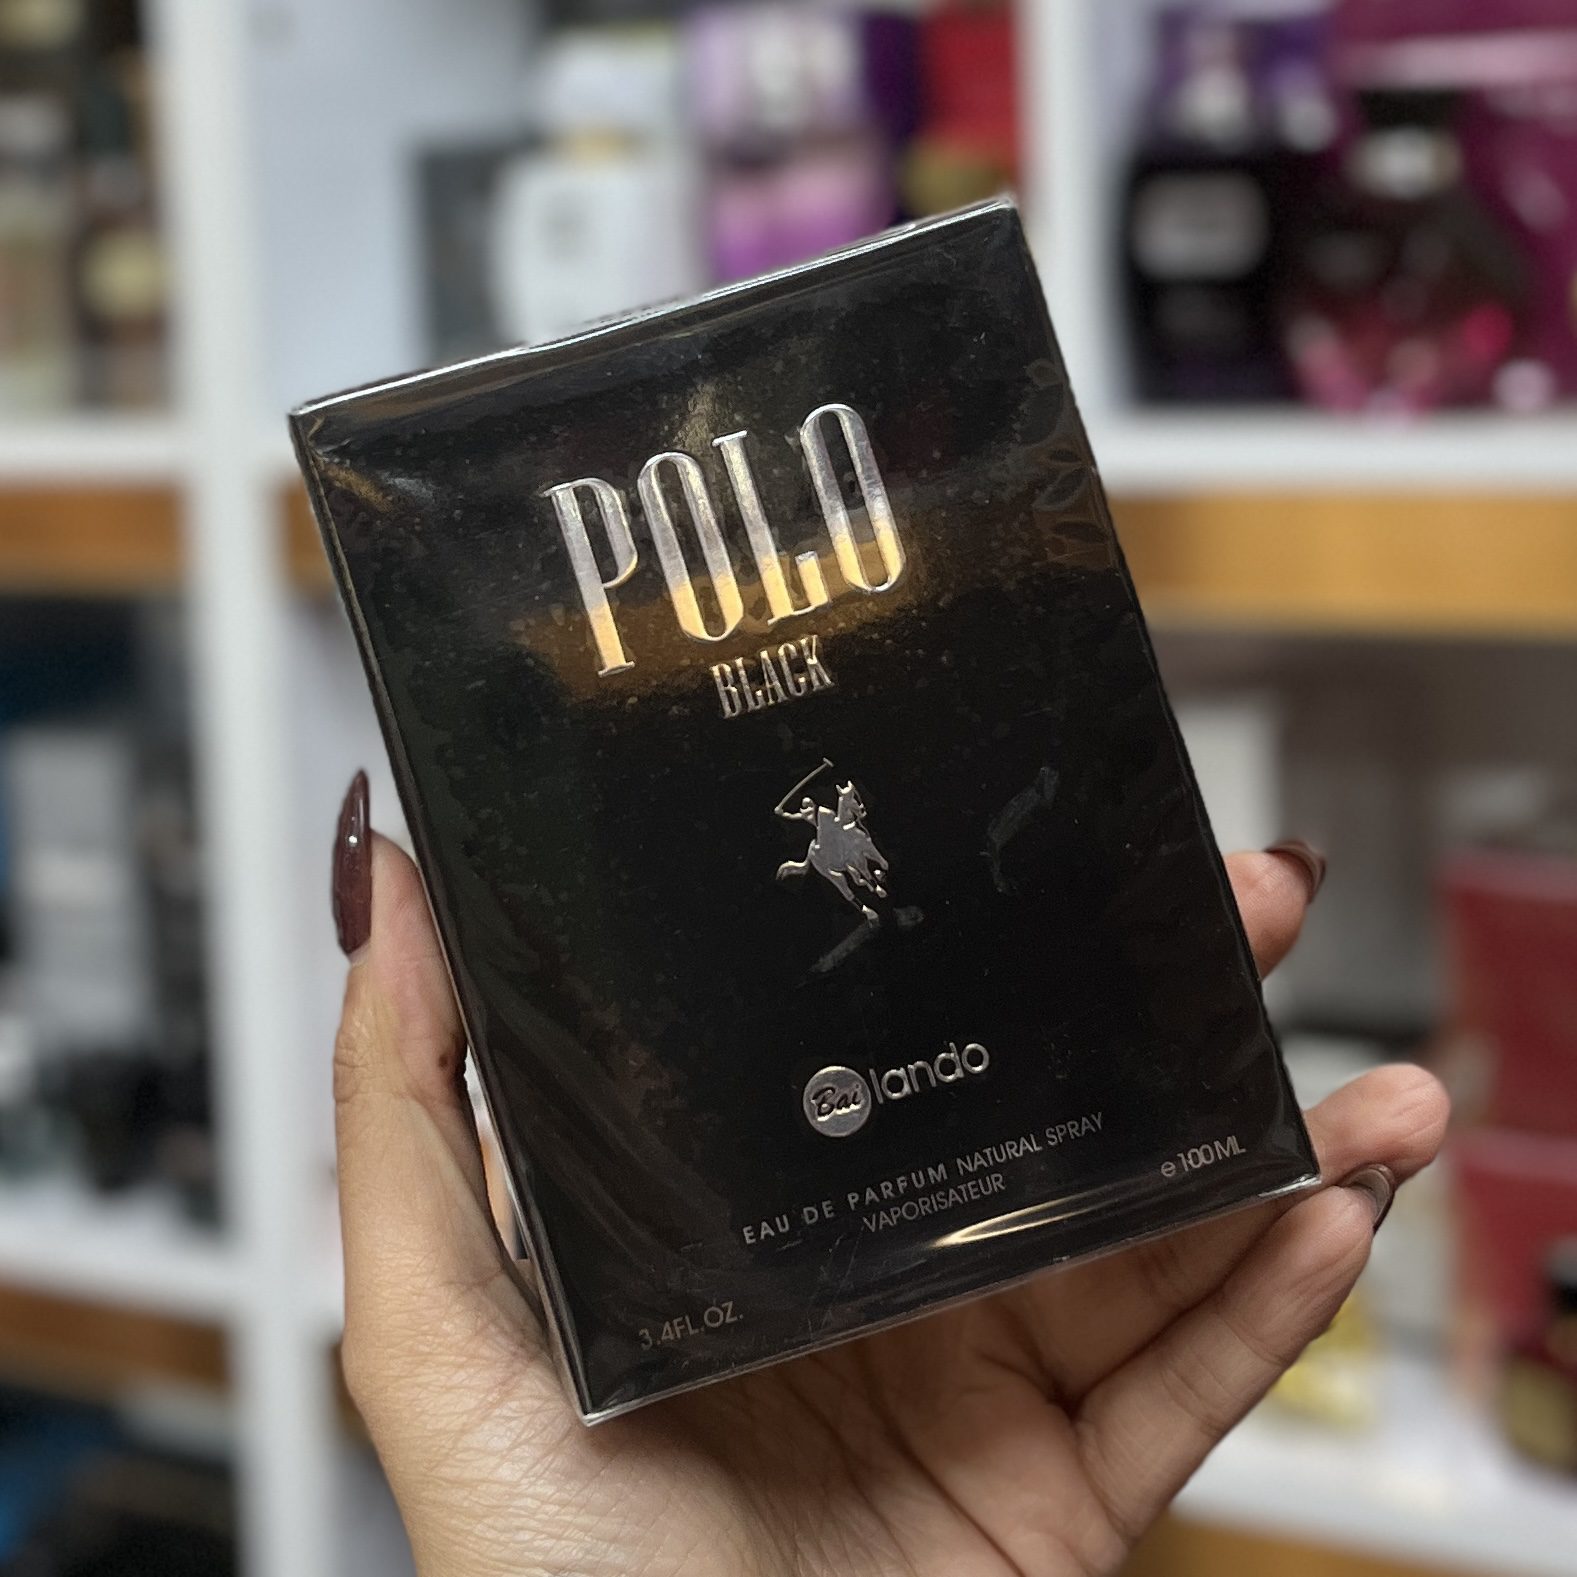 POLO
BLACK
Bai lando
EAU DE PARFUM NATURAL SPRAY
VAPORISATEUR
e 100 ML
3.4FL.OZ.